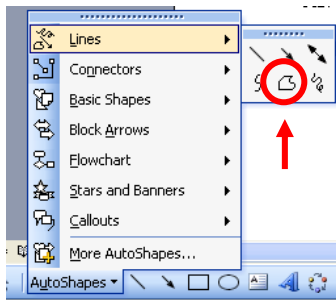 Lines
Connectors
Basic Shapes
Block Arrows
Flowchart
Stars and Banners
Callouts
More AutoShapes...
AutoShapes